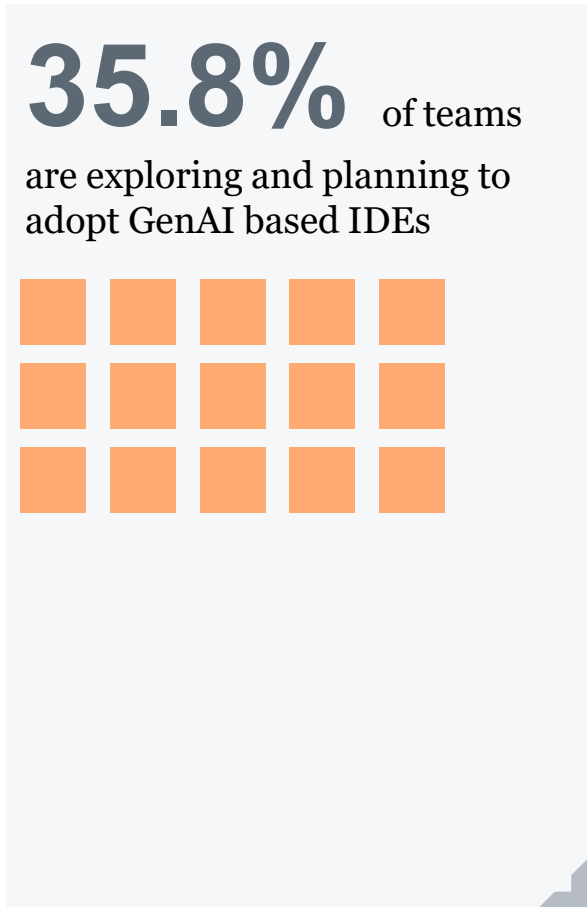 35.8% of teams
are exploring and planning to
adopt GenAI based IDEs